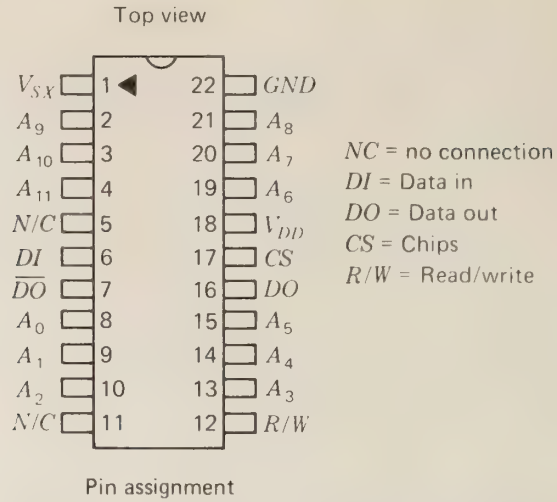 Top view
V_SX 1 22 GND
A_9 2 21 A_8
A_10 3 20 A_7
A_11 4 19 A_6
N/C 5 18 V_DD
DI 6 17 CS
D̅O̅ 7 16 DO
A_0 8 15 A_5
A_1 9 14 A_4
A_2 10 13 A_3
N/C 11 12 R/W
NC = no connection
DI = Data in
DO = Data out
CS = Chips
R/W = Read/write
Pin assignment